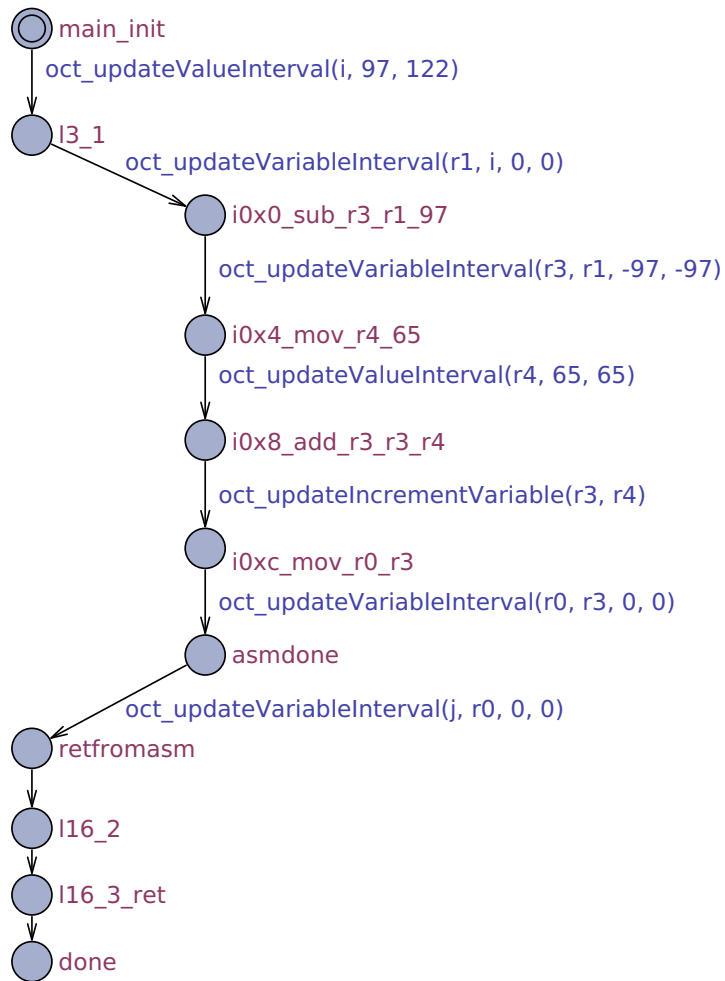 main_init
oct_updateValueInterval(i, 97, 122)
l3_1
oct_updateVariableInterval(r1, i, 0, 0)
i0x0_sub_r3_r1_97
oct_updateVariableInterval(r3, r1, -97, -97)
i0x4_mov_r4_65
oct_updateValueInterval(r4, 65, 65)
i0x8_add_r3_r3_r4
oct_updateIncrementVariable(r3, r4)
i0xc_mov_r0_r3
oct_updateVariableInterval(r0, r3, 0, 0)
asmdone
oct_updateVariableInterval(j, r0, 0, 0)
retfromasm
l16_2
l16_3_ret
done